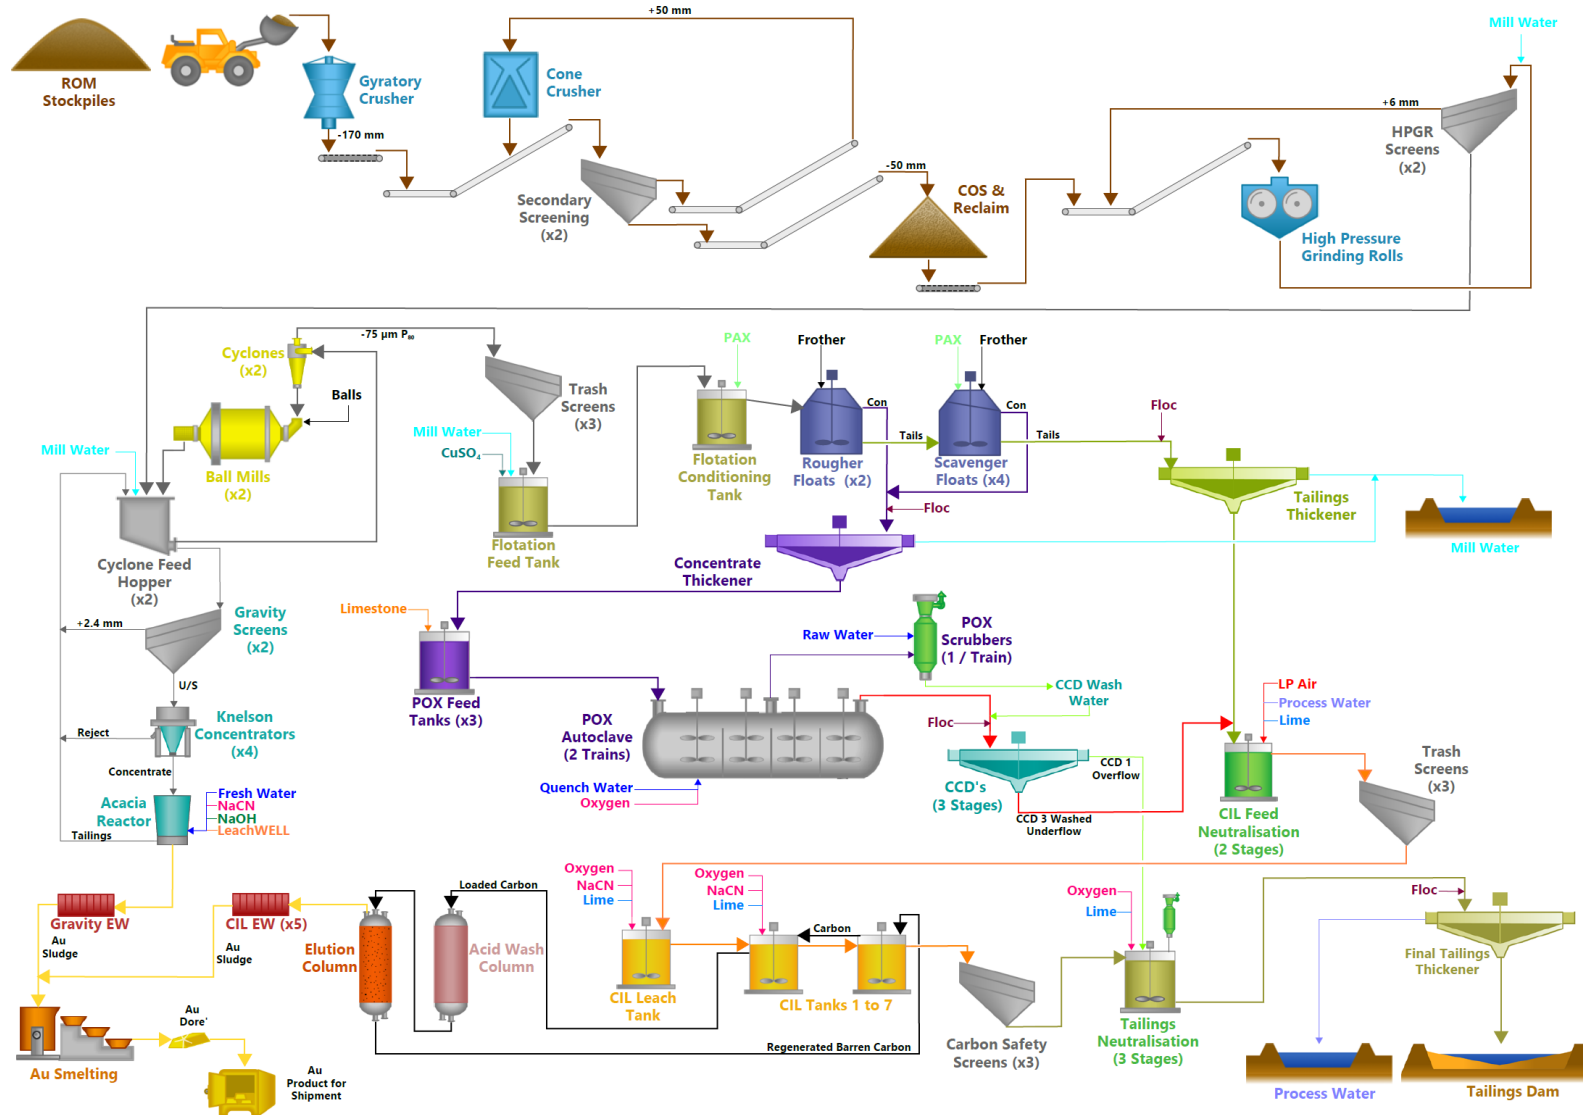 +50 mm
Mill Water
ROM
Stockpiles
Gyratory
Crusher
Cone
Crusher
-170 mm
+6 mm
HPGR
Screens
(x2)
-50 mm
COS &
Reclaim
Secondary
Screening
(x2)
High Pressure
Grinding Rolls
-75 µm P₈₀
Cyclones
(x2)
Balls
Trash
Screens
(x3)
PAX
Frother
PAX
Frother
Con
Con
Floc
Mill Water
Mill Water
CuSO₄
Tails
Tails
Ball Mills
(x2)
Flotation
Conditioning
Tank
Rougher
Floats (x2)
Scavenger
Floats (x4)
Tailings
Thickener
Floc
Mill Water
Flotation
Feed Tank
Cyclone Feed
Hopper
(x2)
Concentrate
Thickener
Gravity
Screens
(x2)
+2.4 mm
Limestone
Raw Water
POX
Scrubbers
(1 / Train)
U/S
CCD Wash
Water
LP Air
Process Water
Lime
POX Feed
Tanks (x3)
Knelson
Concentrators
(x4)
Reject
POX
Autoclave
(2 Trains)
Floc
Trash
Screens
(x3)
CCD 1
Overflow
Concentrate
Quench Water
Oxygen
CCD's
(3 Stages)
Acacia
Reactor
Fresh Water
NaCN
NaOH
LeachWELL
Tailings
CCD 3 Washed
Underflow
CIL Feed
Neutralisation
(2 Stages)
Oxygen
NaCN
Lime
Oxygen
NaCN
Lime
Loaded Carbon
Oxygen
Lime
Floc
Gravity EW
CIL EW (x5)
Au
Sludge
Au
Sludge
Elution
Column
Acid Wash
Column
Carbon
Final Tailings
Thickener
CIL Leach
Tank
CIL Tanks 1 to 7
Au
Dore'
Regenerated Barren Carbon
Carbon Safety
Screens (x3)
Tailings
Neutralisation
(3 Stages)
Au Smelting
Au
Product for
Shipment
Process Water
Tailings Dam